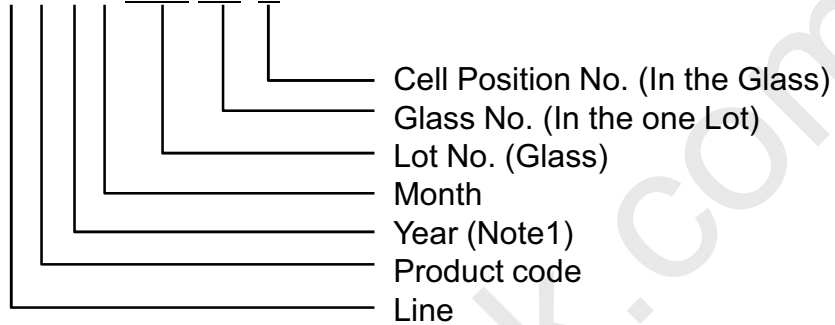 Cell Position No. (In the Glass)
Glass No. (In the one Lot)
Lot No. (Glass)
Month
Year (Note1)
Product code
Line